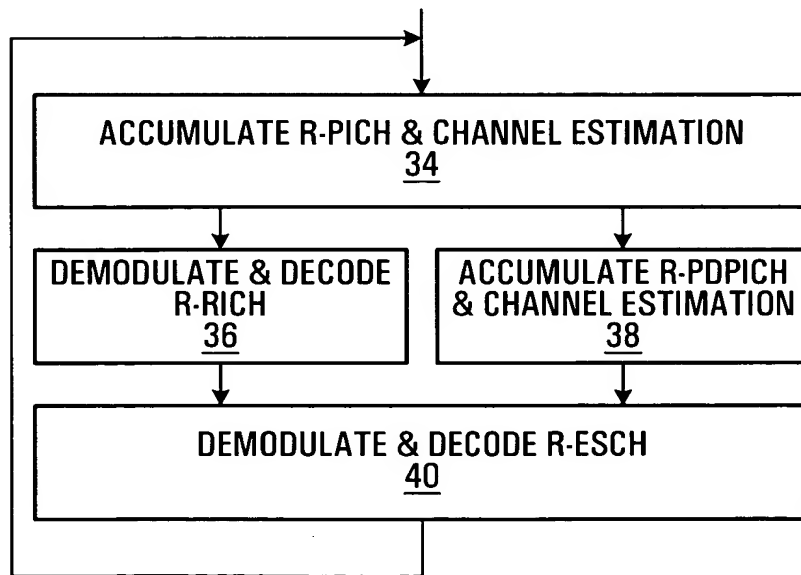 ACCUMULATE R-PICH & CHANNEL ESTIMATION
34
DEMODULATE & DECODE
R-RICH
36
ACCUMULATE R-PDPICH
& CHANNEL ESTIMATION
38
DEMODULATE & DECODE R-ESCH
40